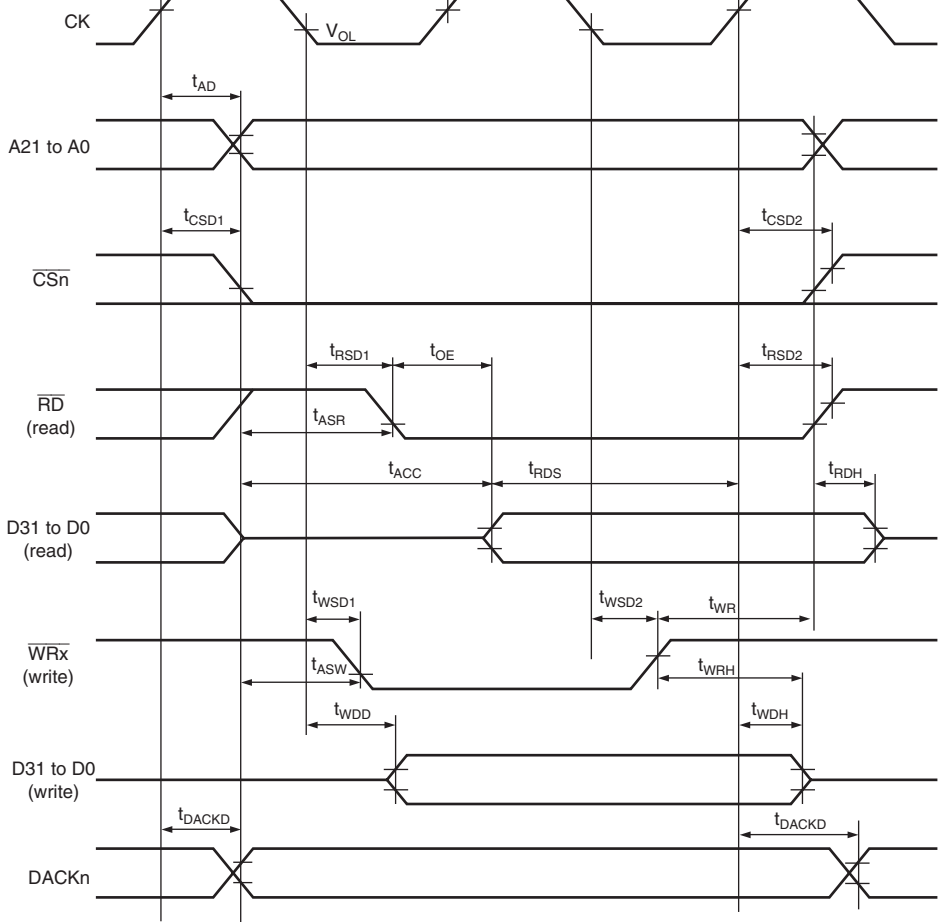 CK
VOL
tAD
A21 to A0
tCSD1
tCSD2
CSn
tRSD1
tOE
tRSD2
RD
(read)
tASR
tACC
tRDS
tRDH
D31 to D0
(read)
tWSD1
tWSD2
tWR
WRx
(write)
tASW
tWRH
tWDD
tWDH
D31 to D0
(write)
tDACKD
tDACKD
DACKn